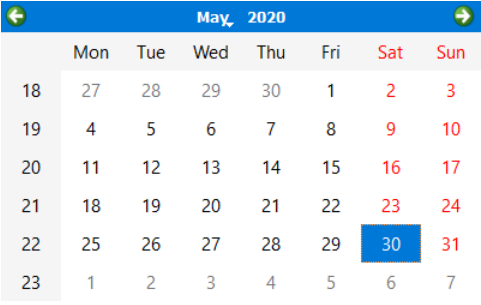 May, 2020
Mon Tue Wed Thu Fri Sat Sun
18 27 28 29 30 1 2 3
19 4 5 6 7 8 9 10
20 11 12 13 14 15 16 17
21 18 19 20 21 22 23 24
22 25 26 27 28 29 30 31
23 1 2 3 4 5 6 7